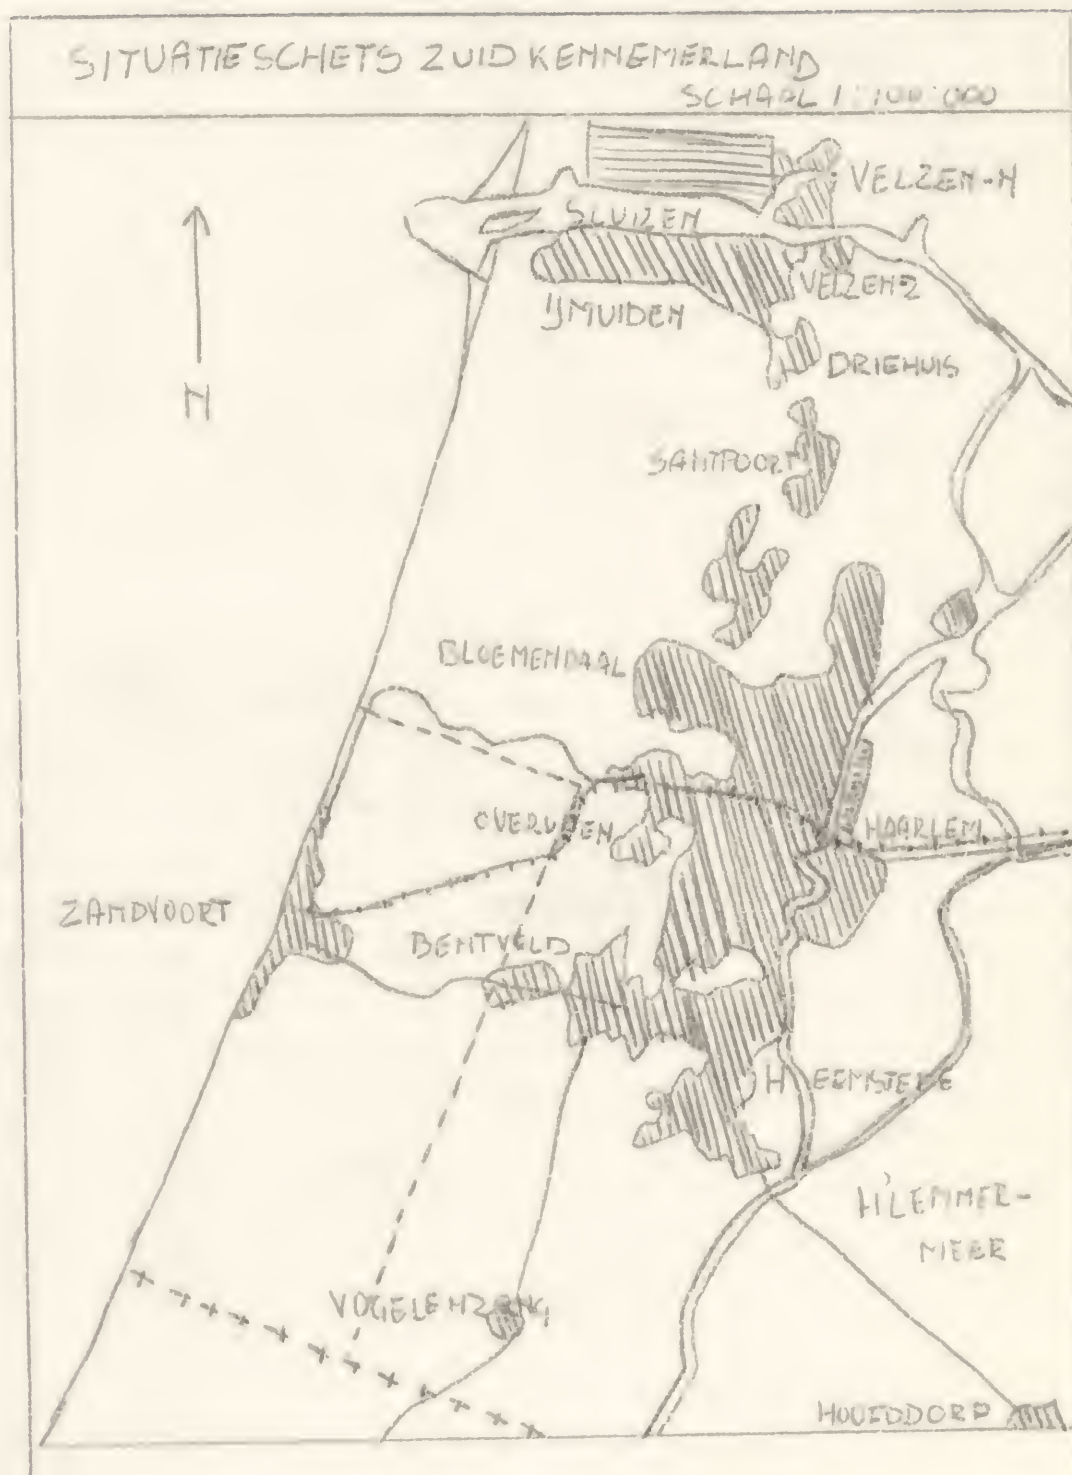 SITUATIESCHETS ZUID KENNEMERLAND
SCHAAL 1:100:000
VELZEN-N
SLUIZEN
VELZEN-Z
IJMUIDEN
DRIEHUIS
N
SANTPOORT
BLOEMENDAAL
OVERVEEN
HAARLEM
ZANDVOORT
BENTVELD
HEEMSTEDE
H'LEMMER-
MEER
VOGELENZANG
HOOFDDORP